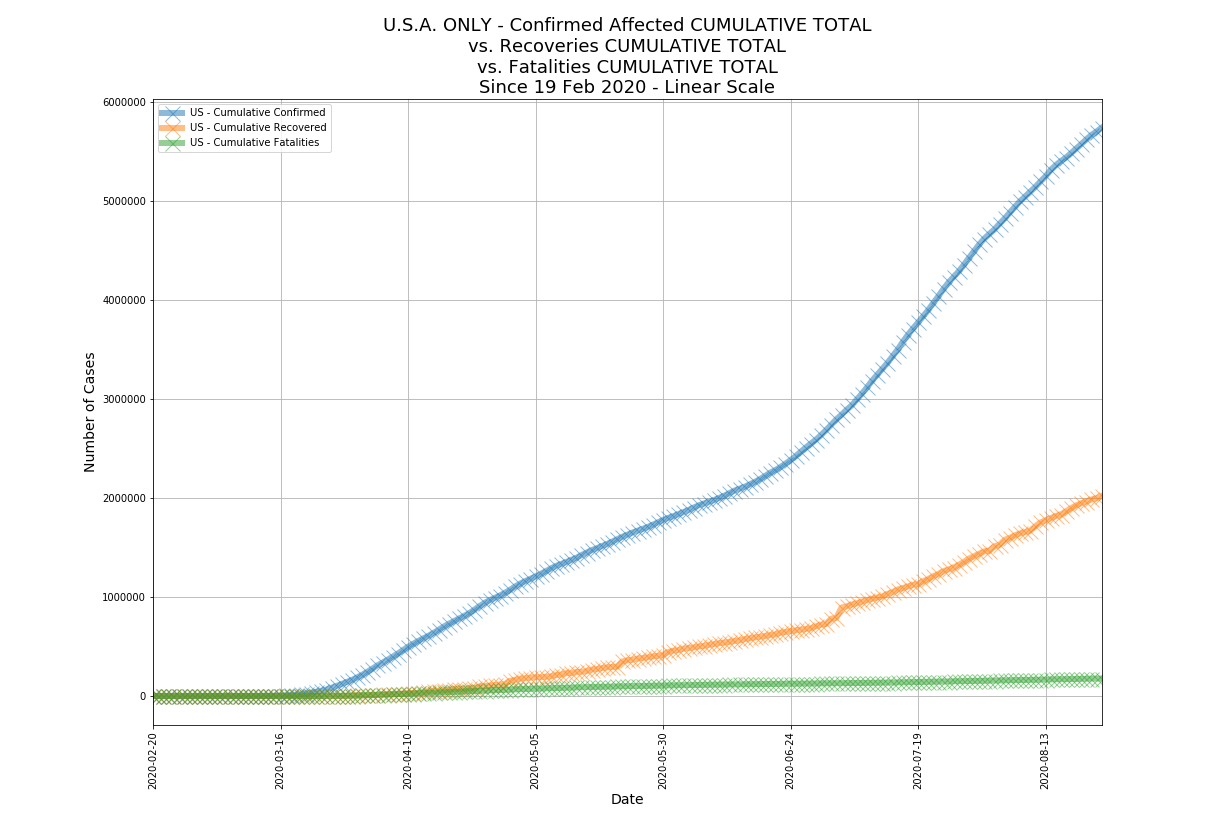 U.S.A. ONLY - Confirmed Affected CUMULATIVE TOTAL
vs. Recoveries CUMULATIVE TOTAL
vs. Fatalities CUMULATIVE TOTAL
Since 19 Feb 2020 - Linear Scale
US - Cumulative Confirmed
US - Cumulative Recovered
US - Cumulative Fatalities
Number of Cases
6000000
5000000
4000000
3000000
2000000
1000000
0
2020-02-20
2020-03-16
2020-04-10
2020-05-05
2020-05-30
2020-06-24
2020-07-19
2020-08-13
Date